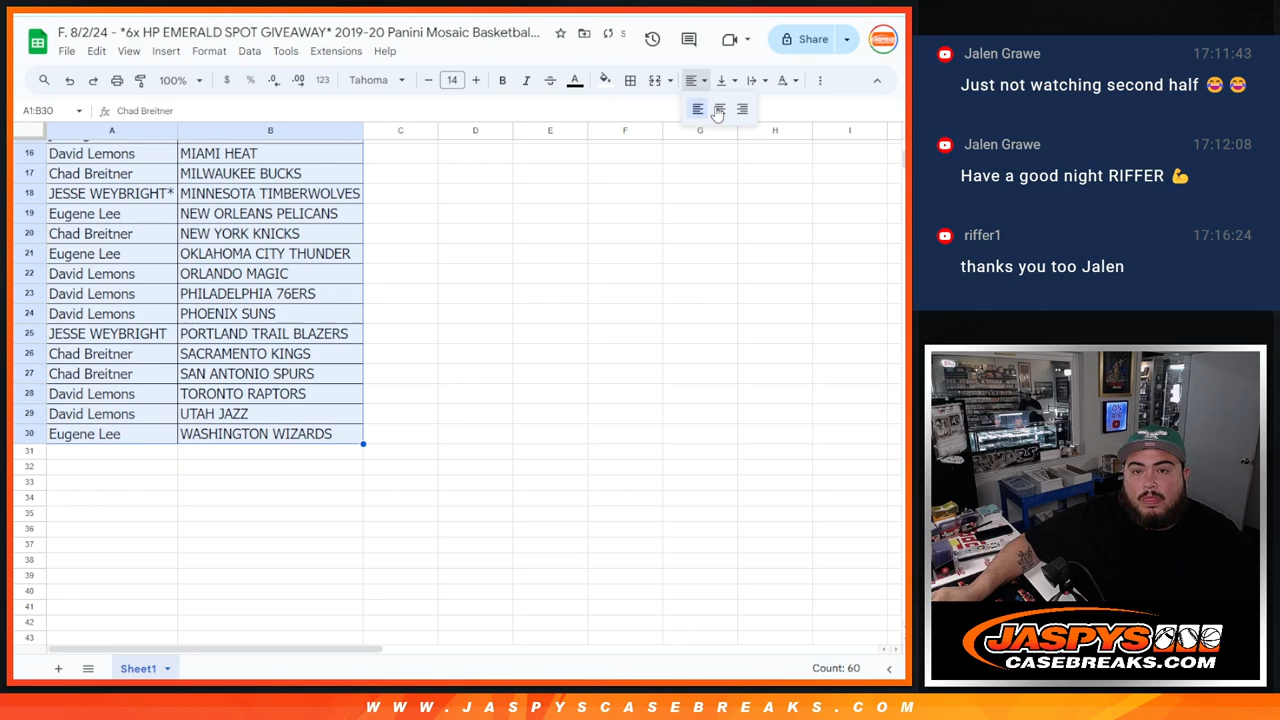 F. 8/2/24 - *6x HP EMERALD SPOT GIVEAWAY* 2019-20 Panini Mosaic Basketbal...
Share
File Edit View Insert Format Data Tools Extensions
100% $ % .0 .00 123 Tahoma 14 B I A
A1:B30 fx Chad Breitner
A B C D E F G H I
16 David Lemons MIAMI HEAT
17 Chad Breitner MILWAUKEE BUCKS
18 JESSE WEYBRIGHT* MINNESOTA TIMBERWOLVES
19 Eugene Lee NEW ORLEANS PELICANS
20 Chad Breitner NEW YORK KNICKS
21 Eugene Lee OKLAHOMA CITY THUNDER
22 David Lemons ORLANDO MAGIC
23 David Lemons PHILADELPHIA 76ERS
24 David Lemons PHOENIX SUNS
25 JESSE WEYBRIGHT PORTLAND TRAIL BLAZERS
26 Chad Breitner SACRAMENTO KINGS
27 Chad Breitner SAN ANTONIO SPURS
28 David Lemons TORONTO RAPTORS
29 David Lemons UTAH JAZZ
30 Eugene Lee WASHINGTON WIZARDS
31
32
33
34
35
36
37
38
39
40
41
42
43
Sheet1
Count: 60
Jalen Grawe 17:11:43
Just not watching second half 😂 😂
Jalen Grawe 17:12:08
Have a good night RIFFER 💪
riffer1 17:16:24
thanks you too Jalen
ON AIR
JASPYS
CASEBREAKS.COM
WWW.JASPYSCASEBREAKS.COM